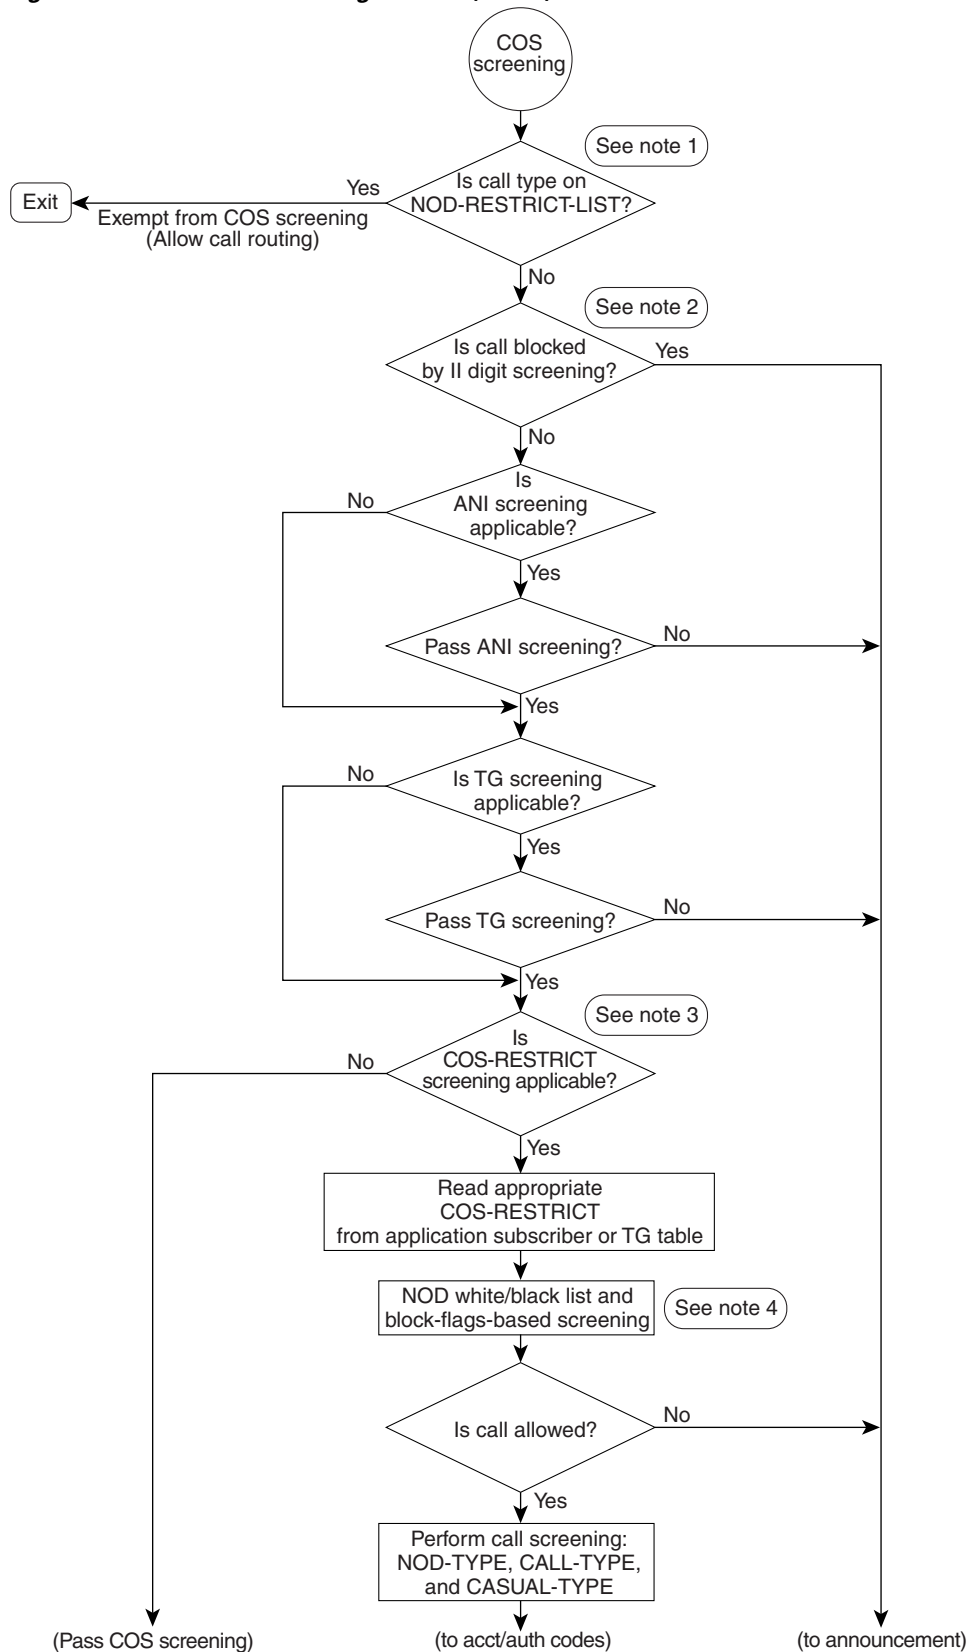 COS
screening
See note 1
Is call type on
NOD-RESTRICT-LIST?
Yes
Exit
Exempt from COS screening
(Allow call routing)
No
See note 2
Is call blocked
by II digit screening?
Yes
No
Is
ANI screening
applicable?
No
Yes
Pass ANI screening?
No
Yes
Is TG screening
applicable?
No
Yes
Pass TG screening?
No
Yes
See note 3
Is
COS-RESTRICT
screening applicable?
No
Yes
Read appropriate
COS-RESTRICT
from application subscriber or TG table
NOD white/black list and
block-flags-based screening
See note 4
Is call allowed?
No
Yes
Perform call screening:
NOD-TYPE, CALL-TYPE,
and CASUAL-TYPE
(Pass COS screening)
(to acct/auth codes)
(to announcement)